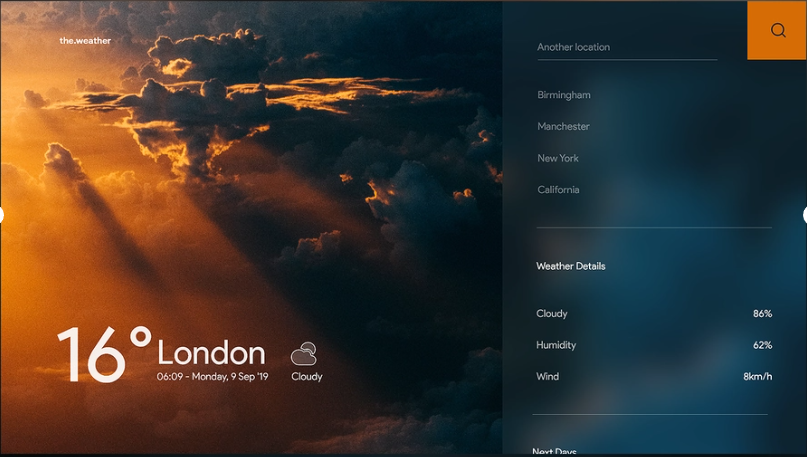 the.weather
16°
London
06:09 - Monday, 9 Sep '19
Cloudy
Another location
Birmingham
Manchester
New York
California
Weather Details
Cloudy 86%
Humidity 62%
Wind 8km/h
Next Days